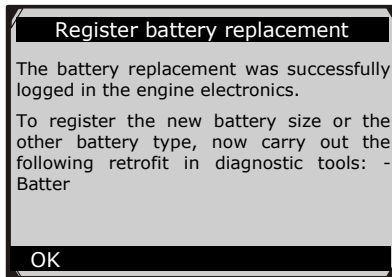 Register battery replacement
The battery replacement was successfully
logged in the engine electronics.
To register the new battery size or the
other battery type, now carry out the
following retrofit in diagnostic tools: -
Batter
OK